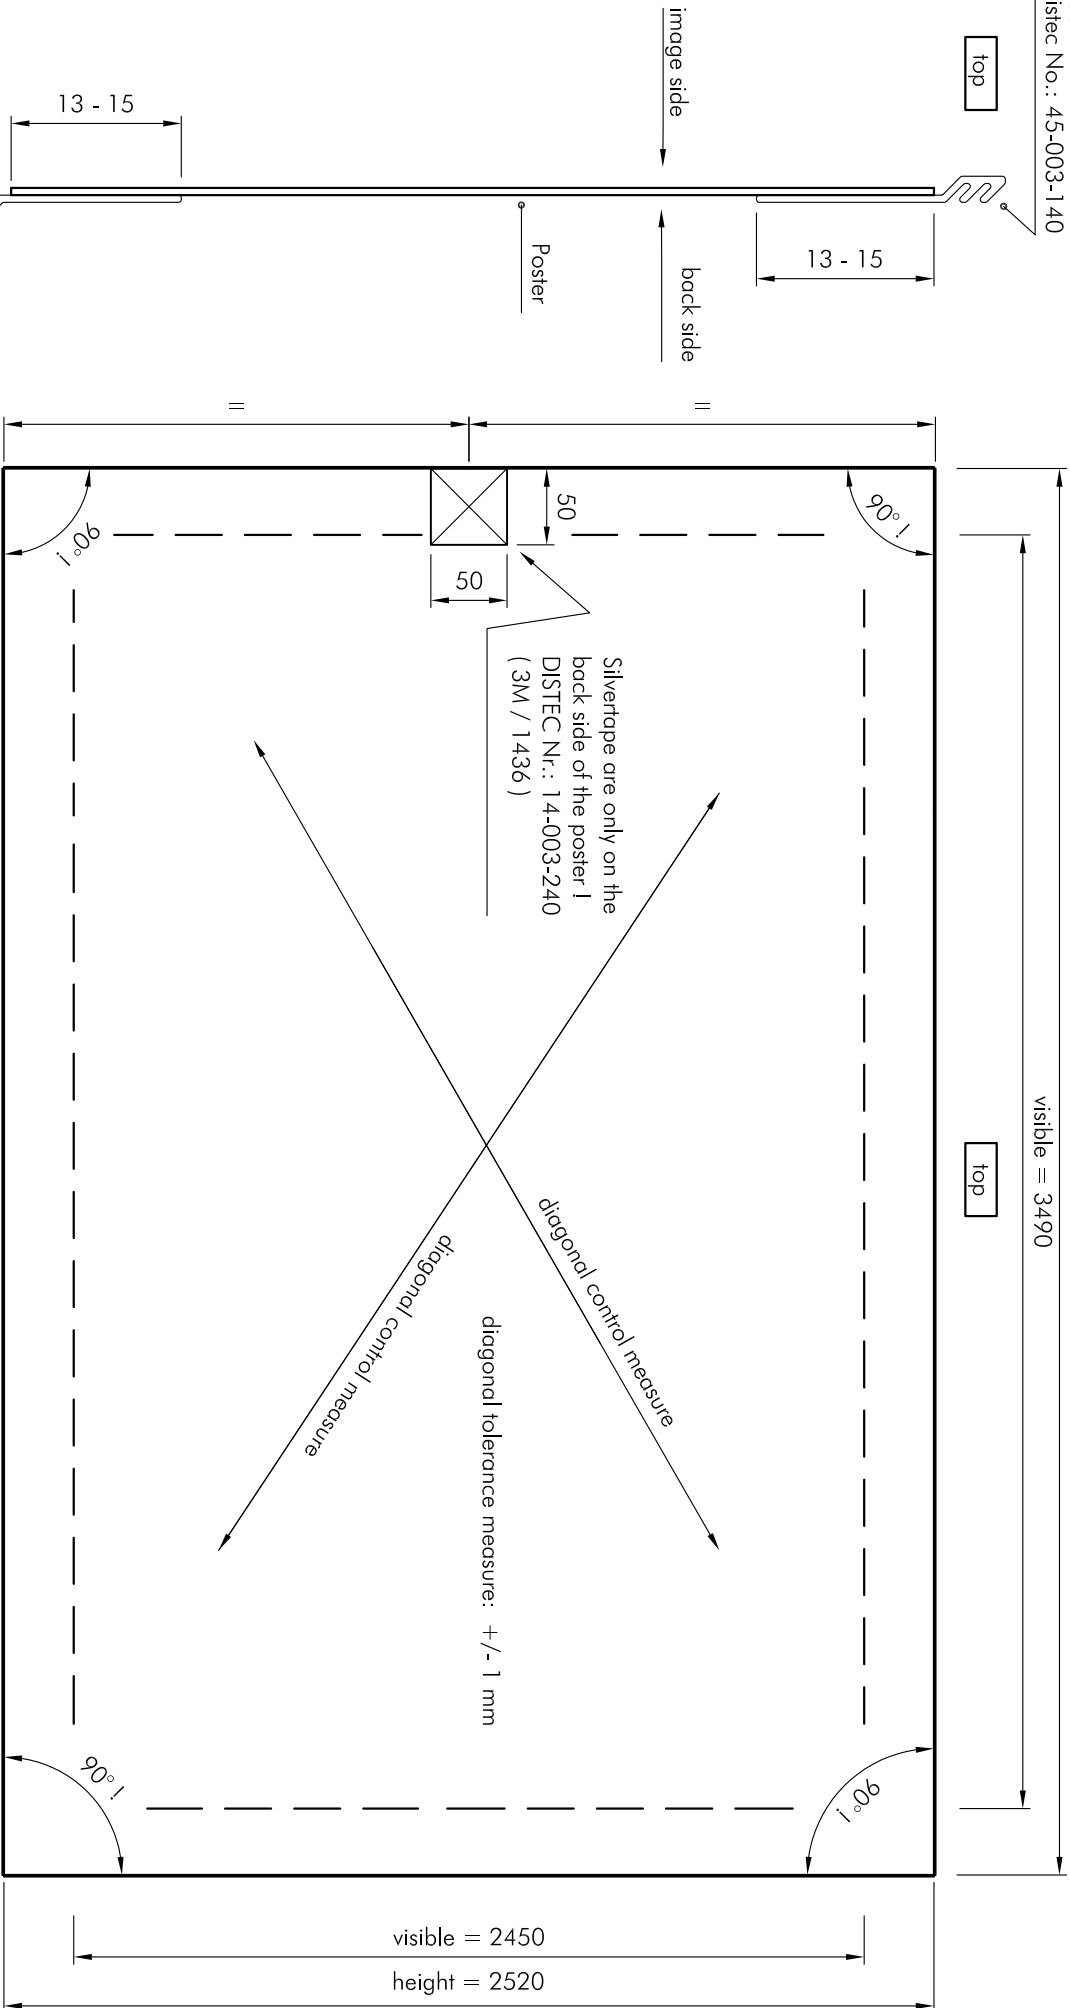 istec No.: 45-003-140
top
image side
13 - 15
back side
13 - 15
Poster
=
=
50
50
90° !
90° !
Silvertape are only on the
back side of the poster !
DISTEC Nr.: 14-003-240
( 3M / 1436 )
visible = 3490
top
diagonal control measure
diagonal control measure
diagonal tolerance measure: +/- 1 mm
90° !
90° !
visible = 2450
height = 2520